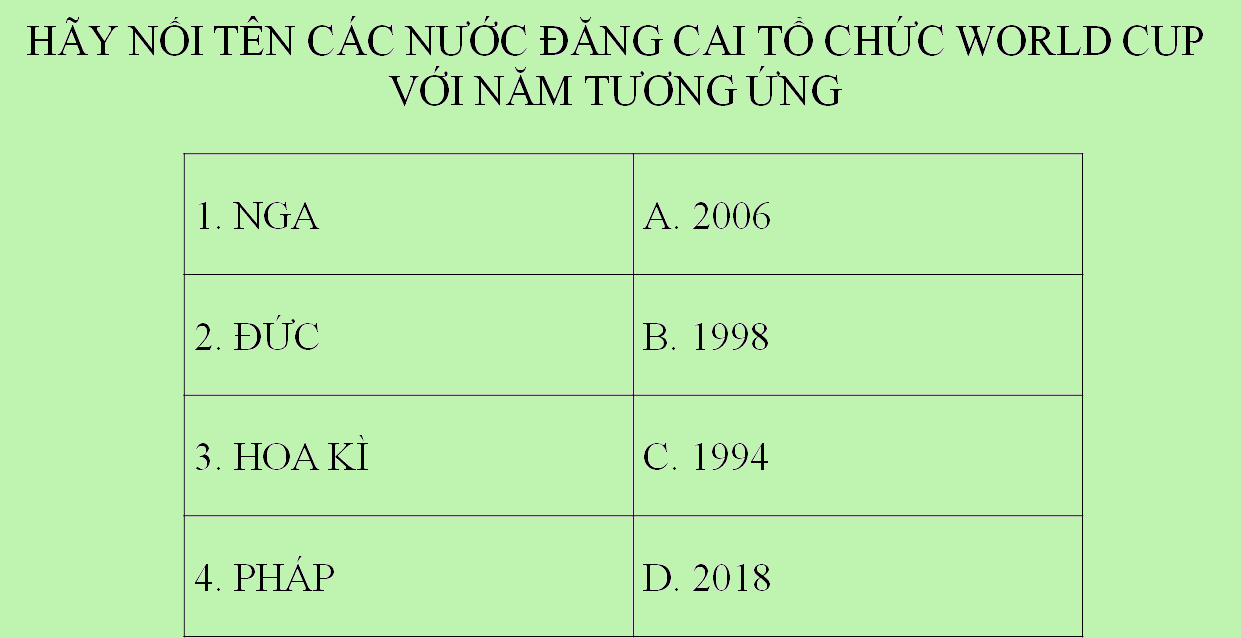 HÃY NỐI TÊN CÁC NƯỚC ĐĂNG CAI TỔ CHỨC WORLD CUP
VỚI NĂM TƯƠNG ỨNG
1. NGA A. 2006
2. ĐỨC B. 1998
3. HOA KÌ C. 1994
4. PHÁP D. 2018